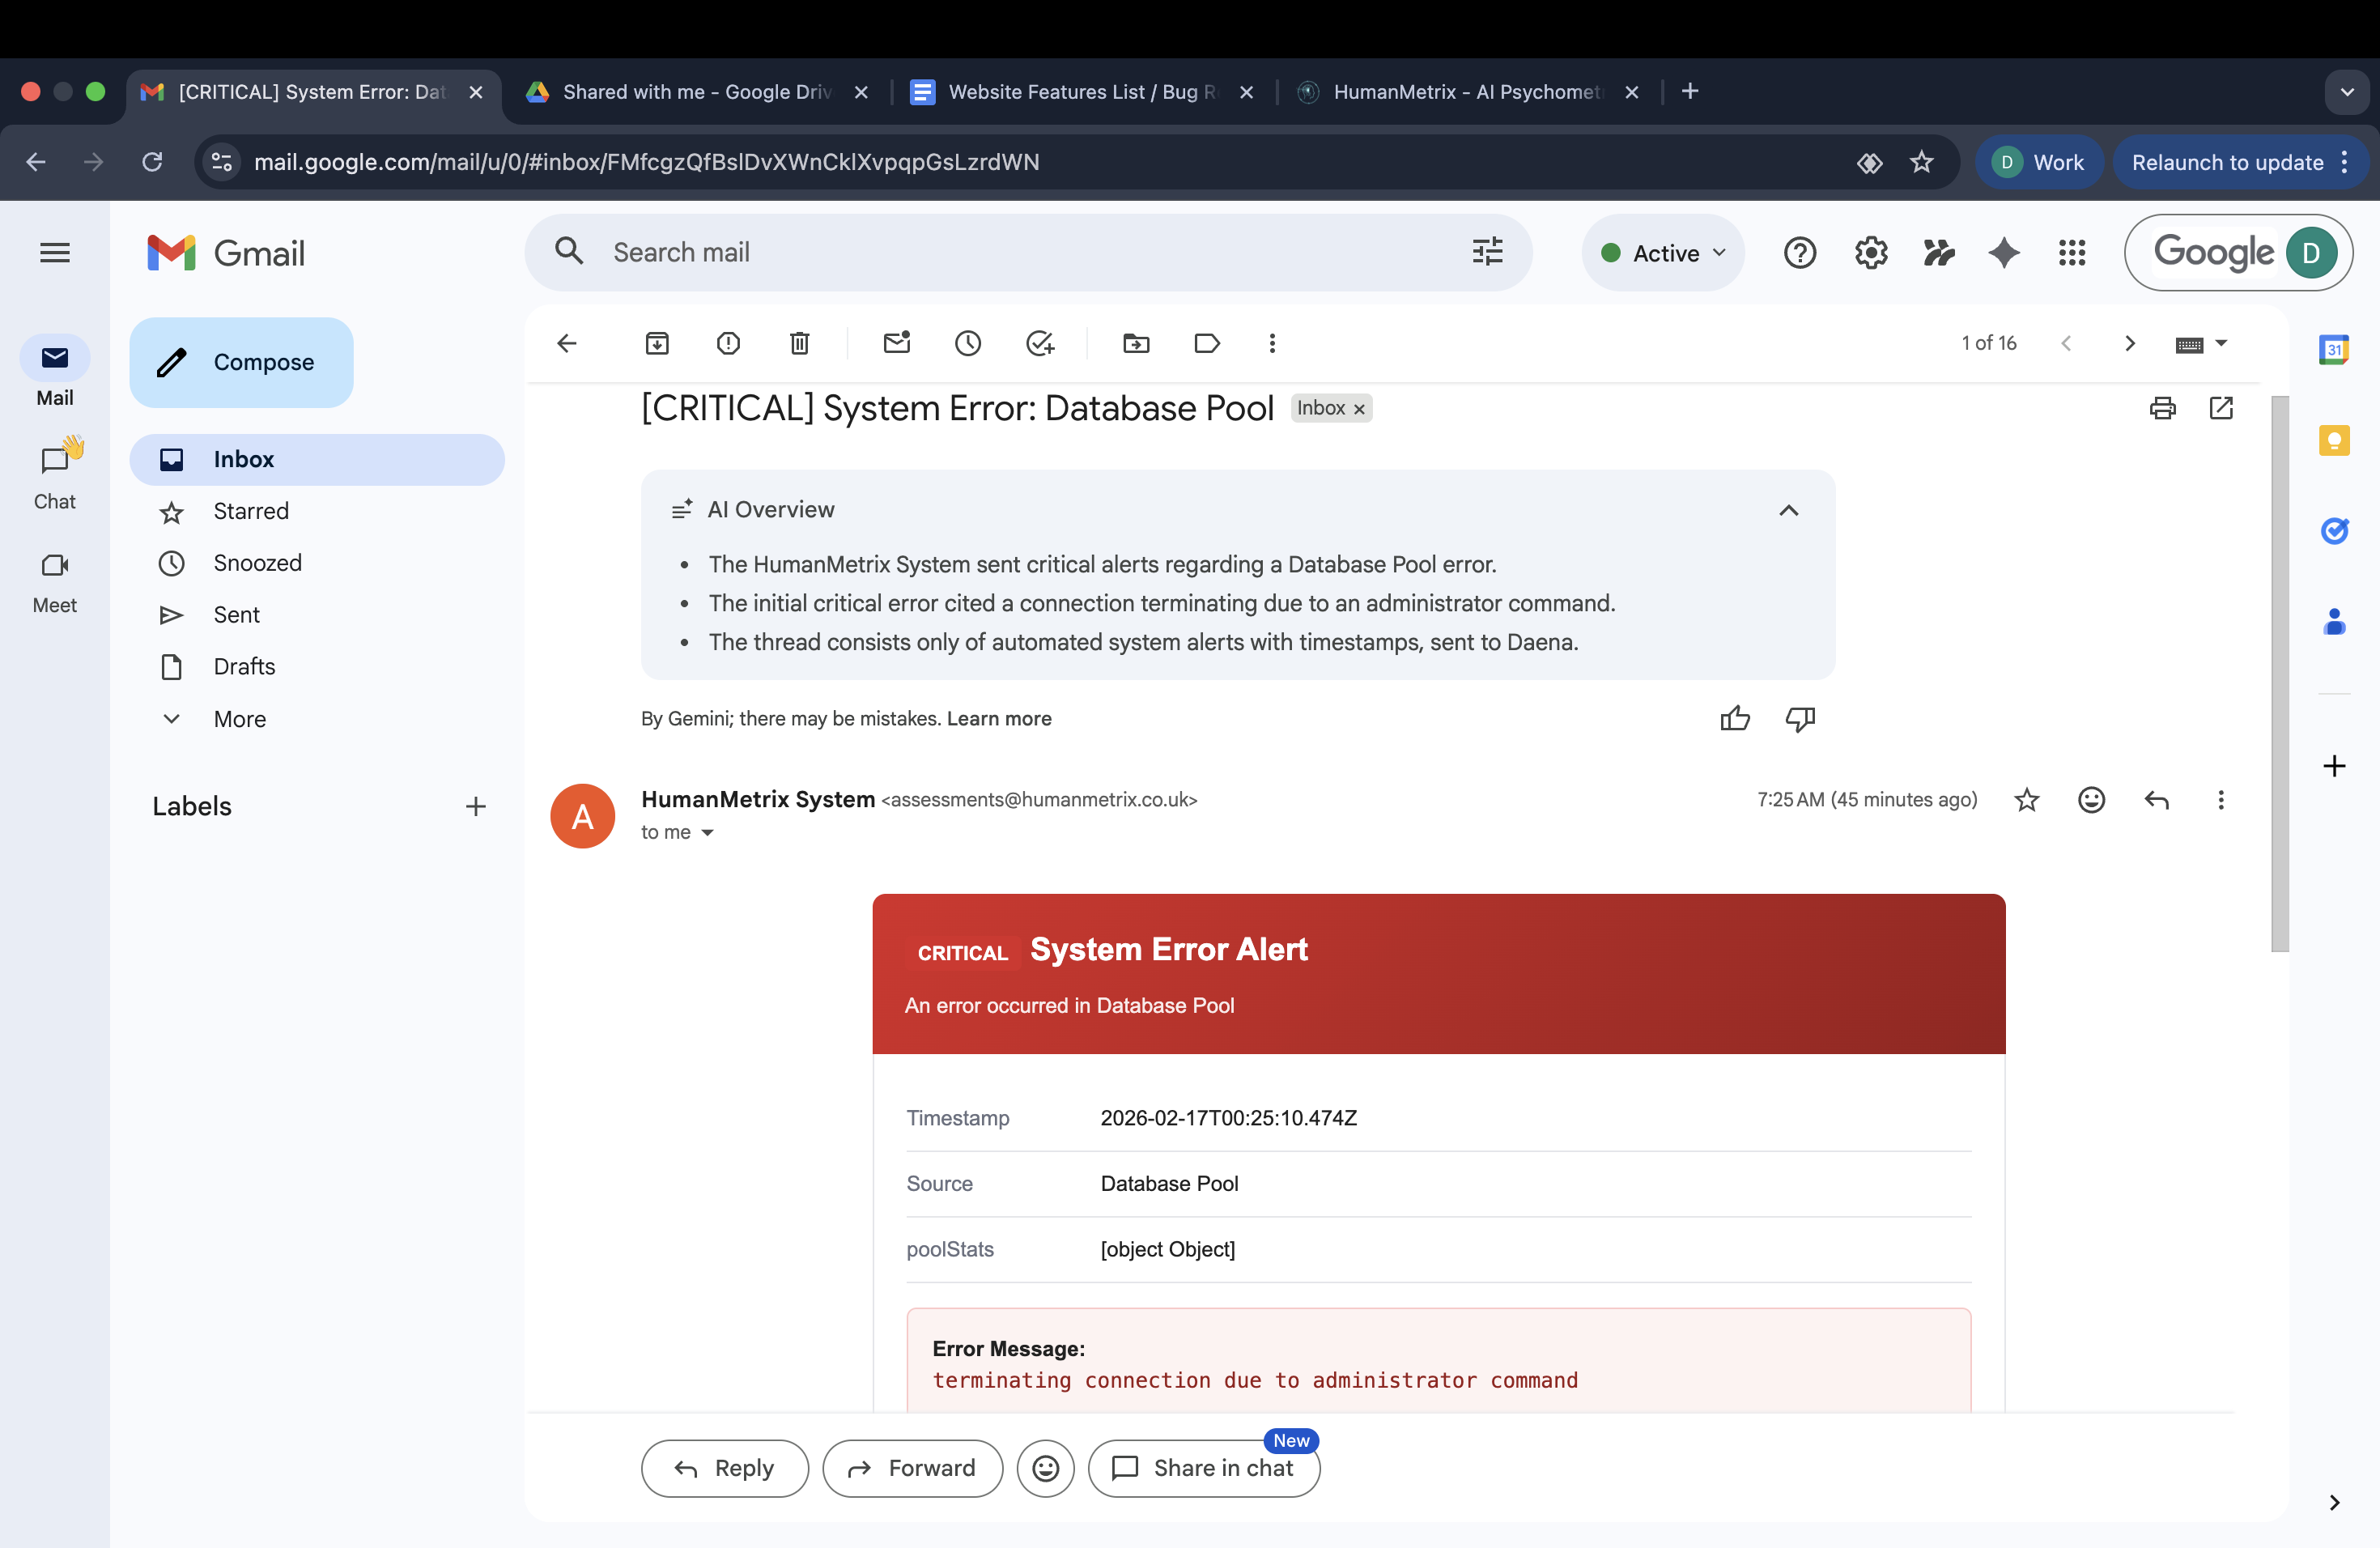 [CRITICAL] System Error: Dat
Shared with me - Google Driv
Website Features List / Bug R
HumanMetrix - AI Psychomet
mail.google.com/mail/u/0/#inbox/FMfcgzQfBslDvXWnCklXvpqpGsLzrdWN
D Work
Relaunch to update
Gmail
Search mail
Active
Google D
Compose
Mail
Chat
Meet
Inbox
Starred
Snoozed
Sent
Drafts
More
Labels
1 of 16
31
[CRITICAL] System Error: Database Pool Inbox
AI Overview
• The HumanMetrix System sent critical alerts regarding a Database Pool error.
• The initial critical error cited a connection terminating due to an administrator command.
• The thread consists only of automated system alerts with timestamps, sent to Daena.
By Gemini; there may be mistakes. Learn more
A
HumanMetrix System <assessments@humanmetrix.co.uk>
7:25 AM (45 minutes ago)
to me
CRITICAL System Error Alert
An error occurred in Database Pool
Timestamp 2026-02-17T00:25:10.474Z
Source Database Pool
poolStats [object Object]
Error Message:
terminating connection due to administrator command
Reply
Forward
Share in chat
New